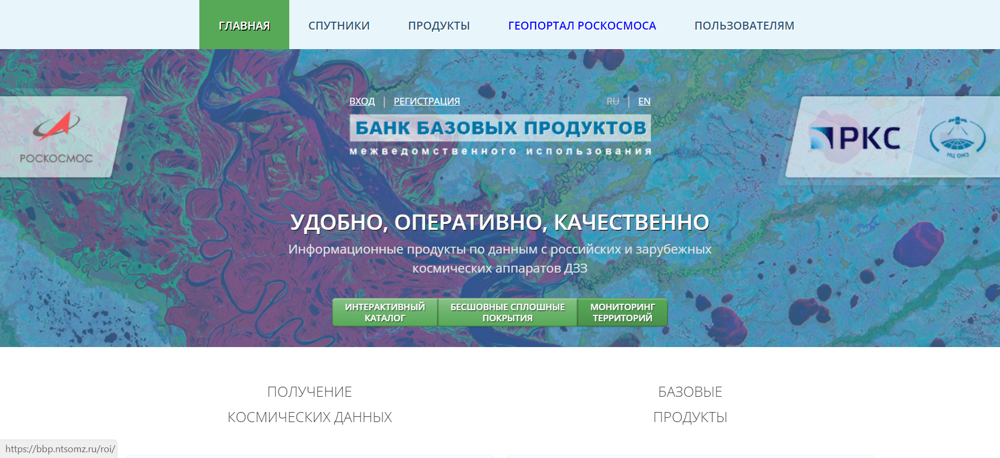 ГЛАВНАЯ
СПУТНИКИ
ПРОДУКТЫ
ГЕОПОРТАЛ РОСКОСМОСА
ПОЛЬЗОВАТЕЛЯМ
ВХОД | РЕГИСТРАЦИЯ
RU | EN
БАНК БАЗОВЫХ ПРОДУКТОВ
межведомственного использования
РОСКОСМОС
РКС
НЦ ОМЗ
УДОБНО, ОПЕРАТИВНО, КАЧЕСТВЕННО
Информационные продукты по данным с российских и зарубежных
космических аппаратов ДЗЗ
ИНТЕРАКТИВНЫЙ
КАТАЛОГ
БЕСШОВНЫЕ СПЛОШНЫЕ
ПОКРЫТИЯ
МОНИТОРИНГ
ТЕРРИТОРИЙ
ПОЛУЧЕНИЕ
КОСМИЧЕСКИХ ДАННЫХ
БАЗОВЫЕ
ПРОДУКТЫ
https://bbp.ntsomz.ru/roi/